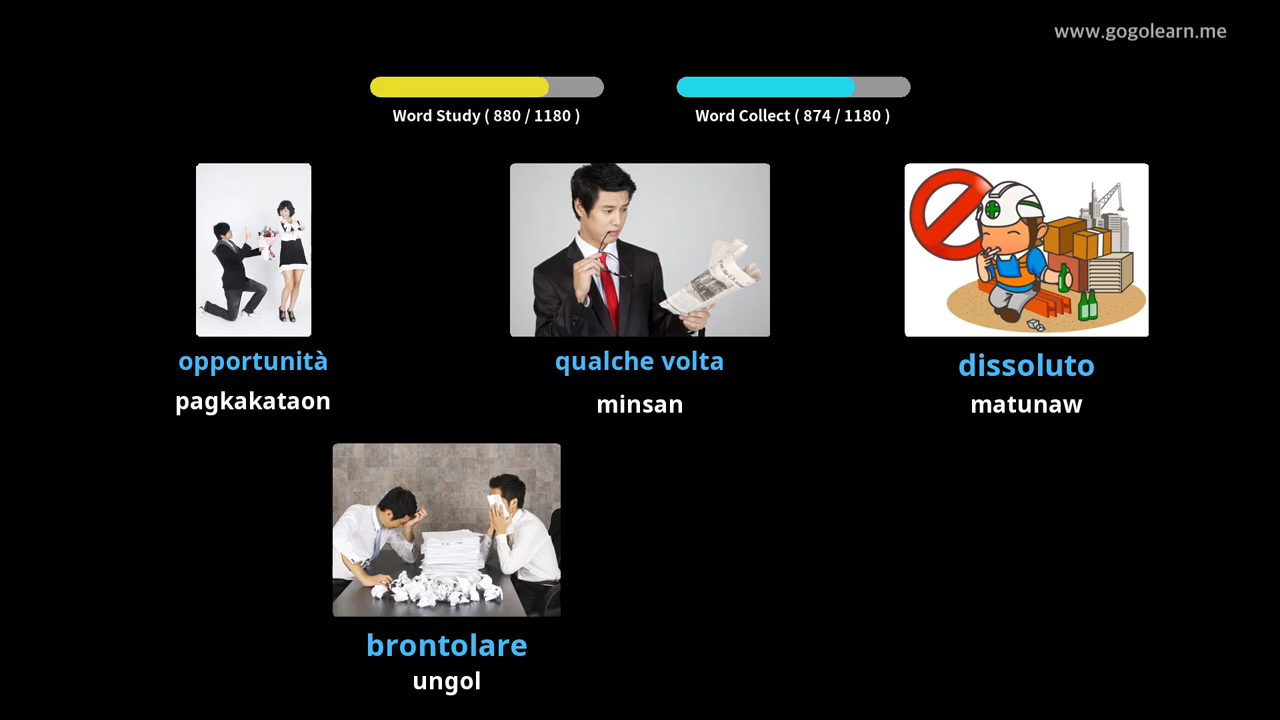 www.gogolearn.me
Word Study ( 880 / 1180 )
Word Collect ( 874 / 1180 )
opportunità
pagkakataon
qualche volta
minsan
dissoluto
matunaw
brontolare
ungol